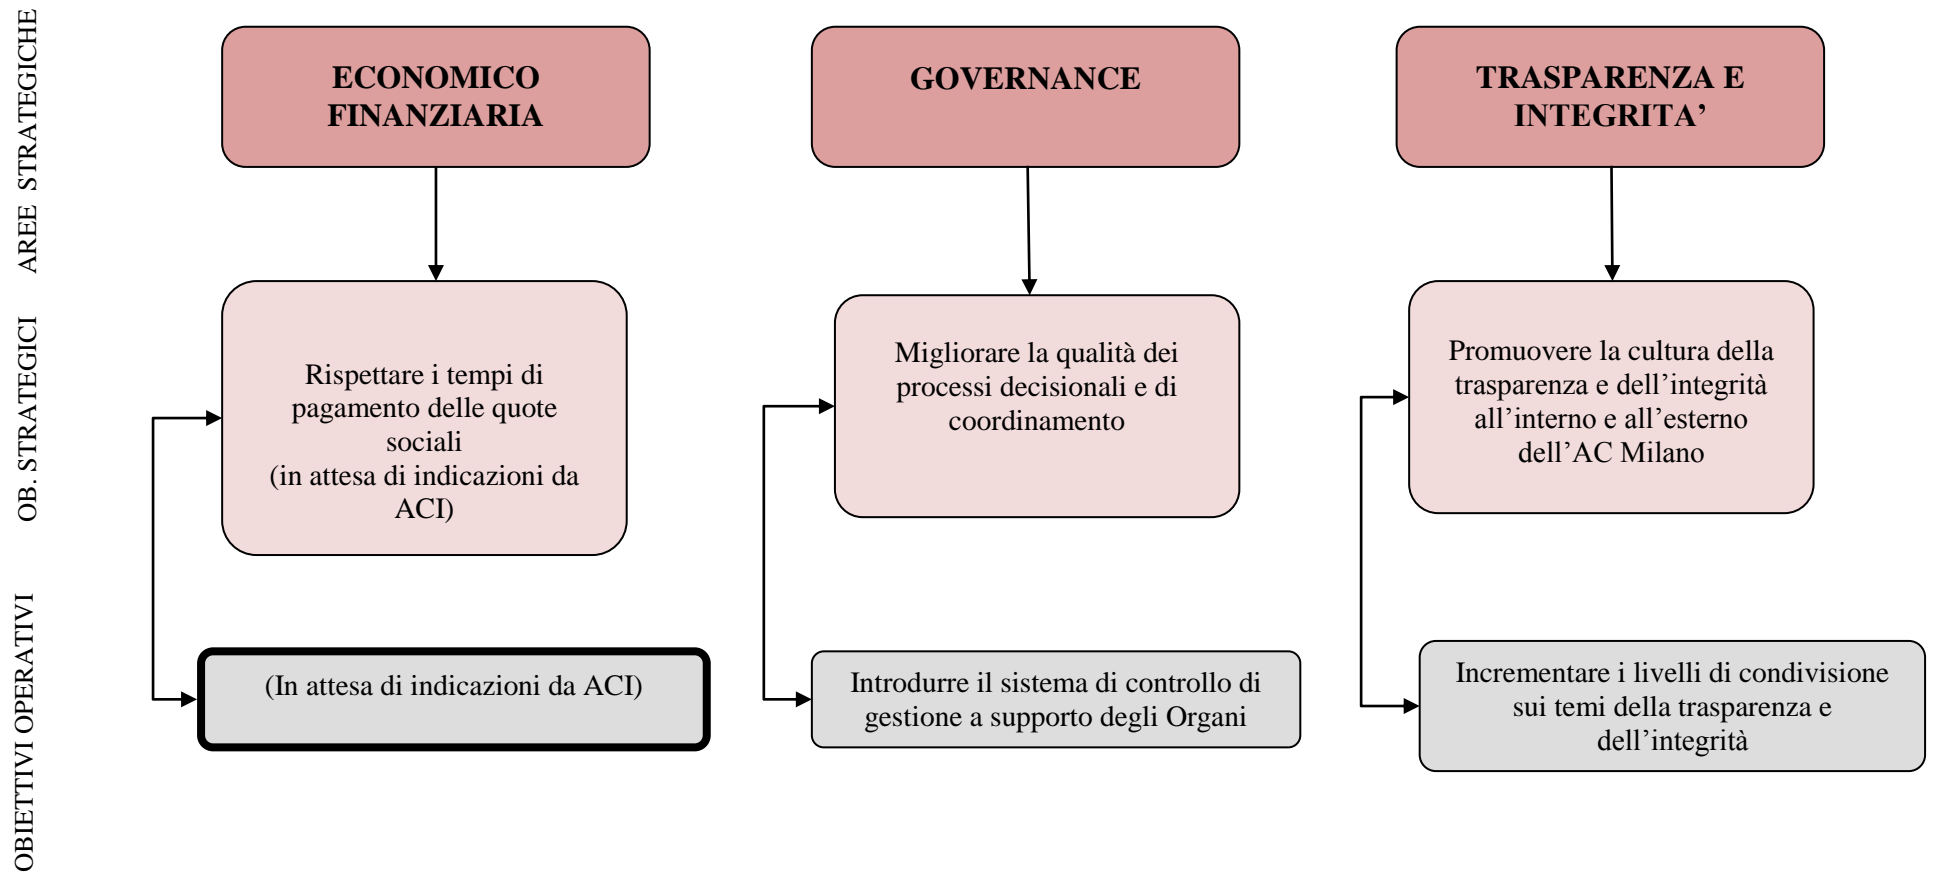 AREE STRATEGICHE
ECONOMICO
FINANZIARIA
GOVERNANCE
TRASPARENZA E
INTEGRITA’
OB. STRATEGICI
Rispettare i tempi di
pagamento delle quote
sociali
(in attesa di indicazioni da
ACI)
Migliorare la qualità dei
processi decisionali e di
coordinamento
Promuovere la cultura della
trasparenza e dell’integrità
all’interno e all’esterno
dell’AC Milano
OBIETTIVI OPERATIVI
(In attesa di indicazioni da ACI)
Introdurre il sistema di controllo di
gestione a supporto degli Organi
Incrementare i livelli di condivisione
sui temi della trasparenza e
dell’integrità